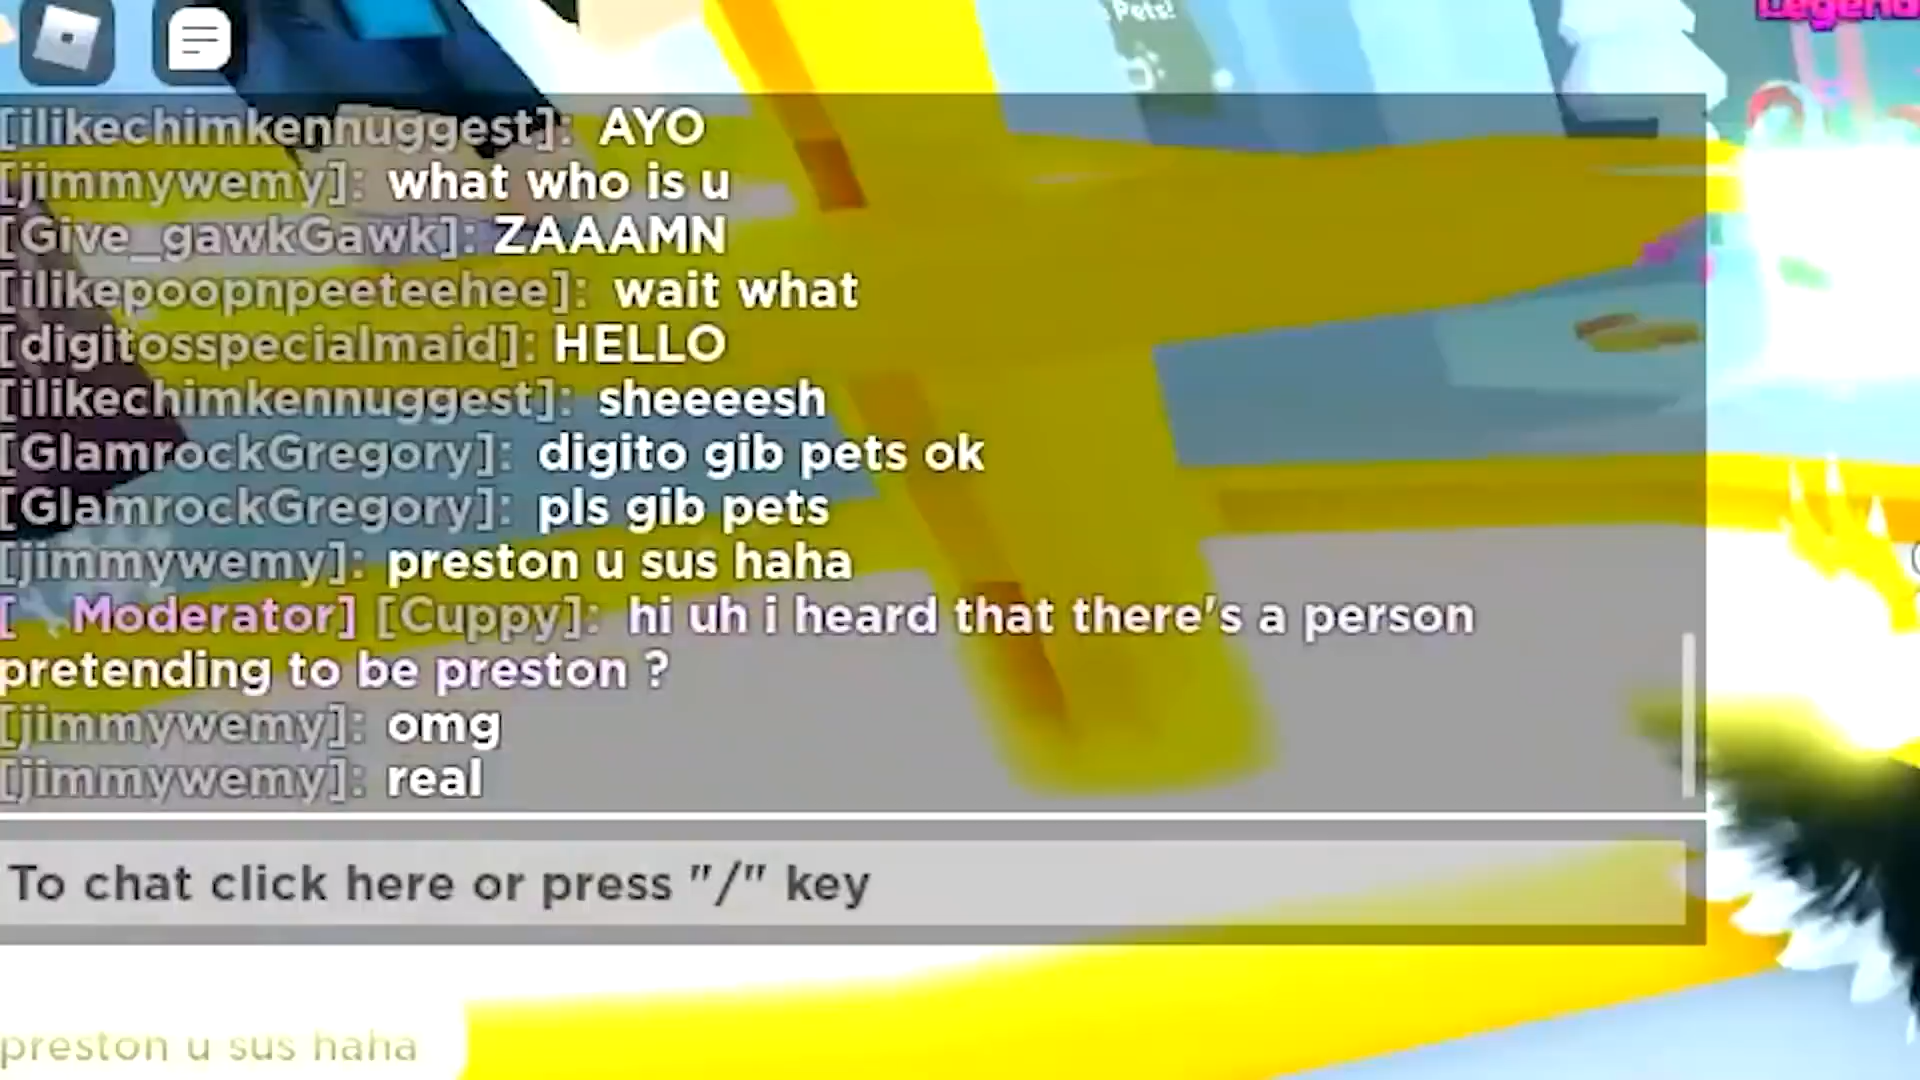 Pets!
Legend
[ilikechimkennuggest]: AYO
[jimmywemy]: what who is u
[Give_gawkGawk]: ZAAAMN
[ilikepoopnpeeteehee]: wait what
[digitosspecialmaid]: HELLO
[ilikechimkennuggest]: sheeeesh
[GlamrockGregory]: digito gib pets ok
[GlamrockGregory]: pls gib pets
[jimmywemy]: preston u sus haha
[ Moderator] [Cuppy]: hi uh i heard that there's a person
pretending to be preston ?
[jimmywemy]: omg
[jimmywemy]: real
To chat click here or press "/" key
preston u sus haha